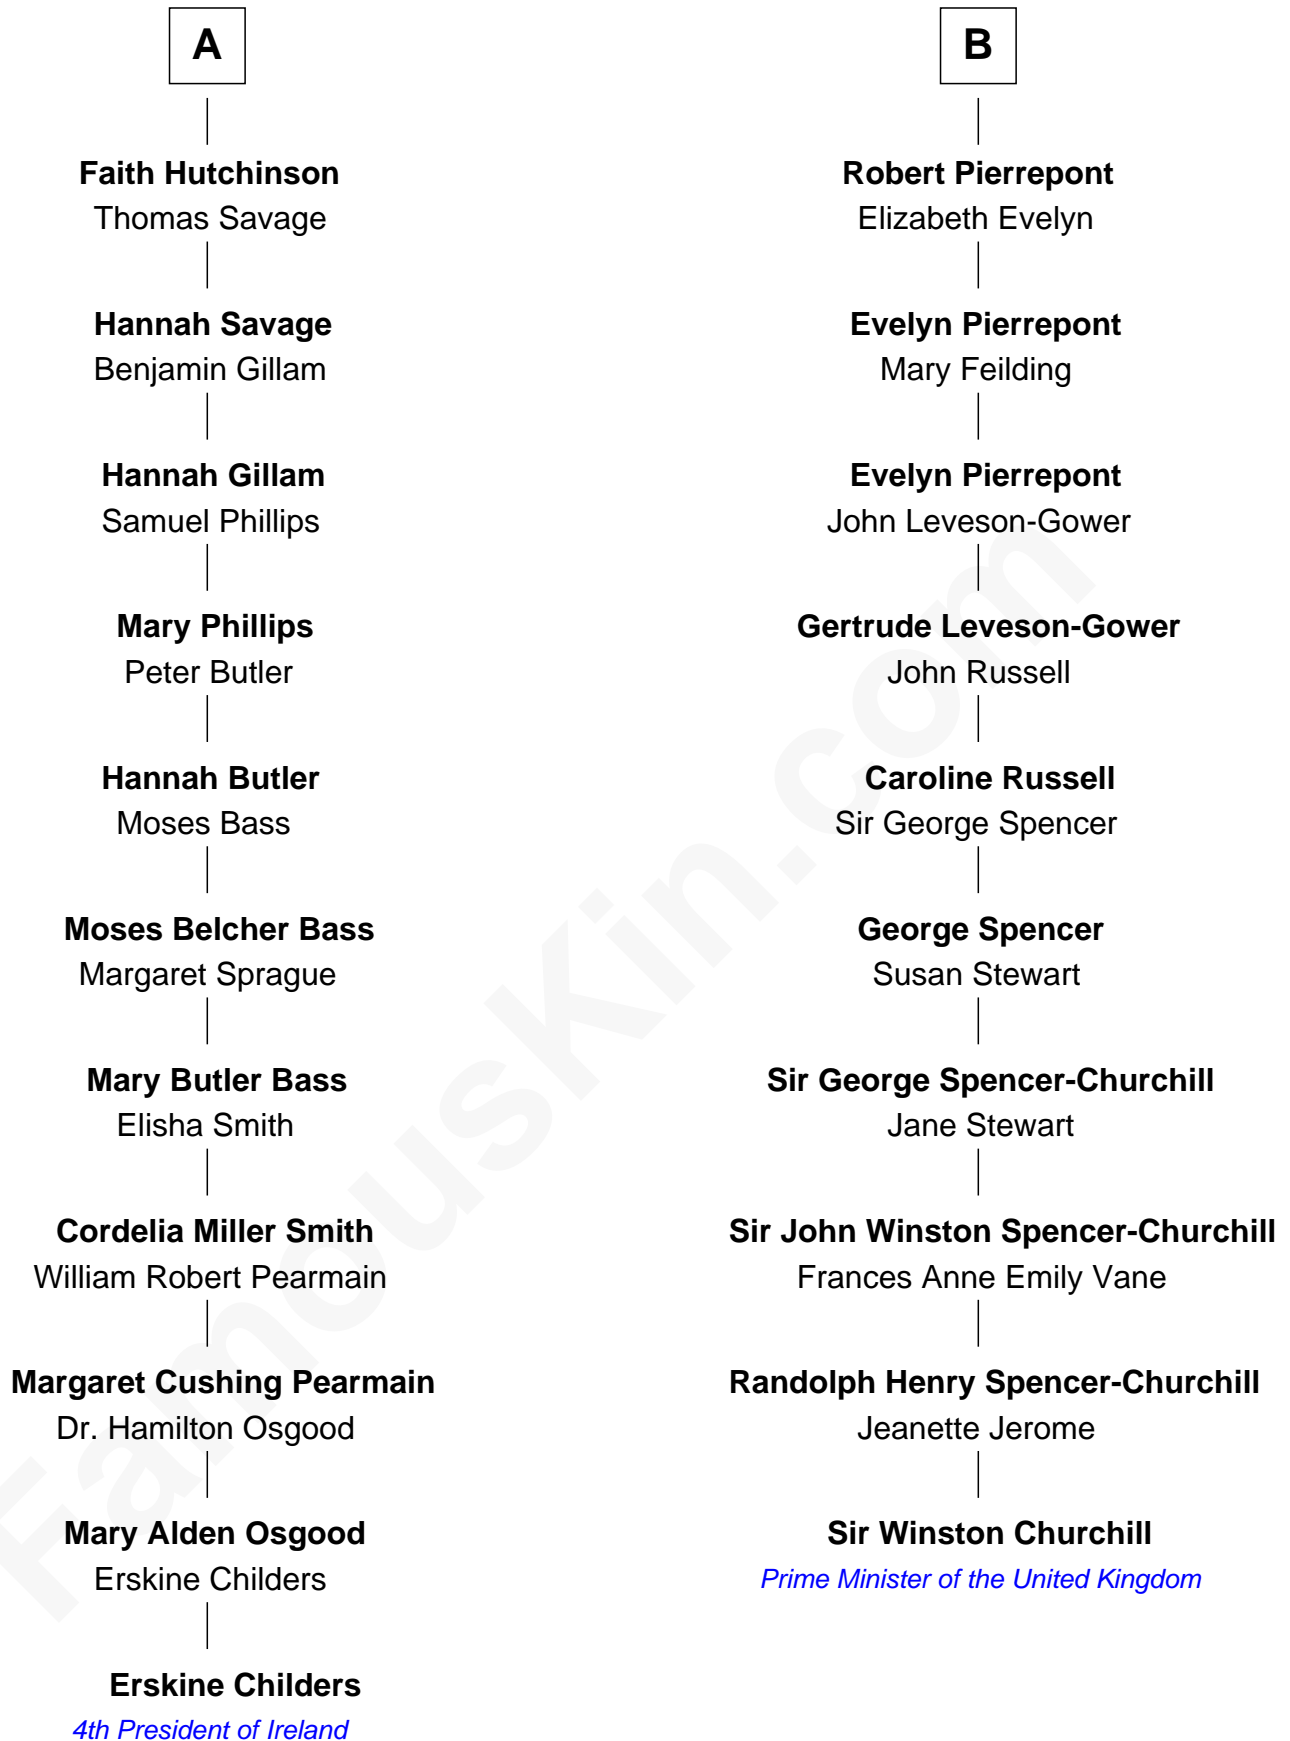 A
Faith Hutchinson
Thomas Savage
Hannah Savage
Benjamin Gillam
Hannah Gillam
Samuel Phillips
Mary Phillips
Peter Butler
Hannah Butler
Moses Bass
Moses Belcher Bass
Margaret Sprague
Mary Butler Bass
Elisha Smith
Cordelia Miller Smith
William Robert Pearmain
Margaret Cushing Pearmain
Dr. Hamilton Osgood
Mary Alden Osgood
Erskine Childers
Erskine Childers
4th President of Ireland
B
Robert Pierrepont
Elizabeth Evelyn
Evelyn Pierrepont
Mary Feilding
Evelyn Pierrepont
John Leveson-Gower
Gertrude Leveson-Gower
John Russell
Caroline Russell
Sir George Spencer
George Spencer
Susan Stewart
Sir George Spencer-Churchill
Jane Stewart
Sir John Winston Spencer-Churchill
Frances Anne Emily Vane
Randolph Henry Spencer-Churchill
Jeanette Jerome
Sir Winston Churchill
Prime Minister of the United Kingdom
FamousKin.com